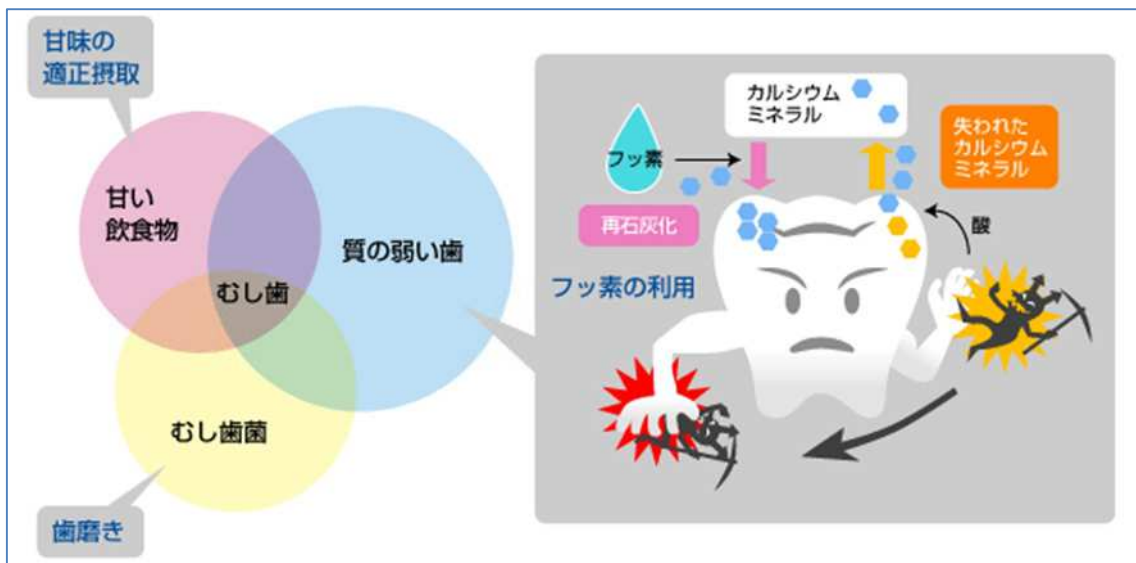 甘味の
適正摂取
甘い
飲食物
質の弱い歯
むし歯
むし歯菌
歯磨き
カルシウム
ミネラル
フッ素
失われた
カルシウム
ミネラル
再石灰化
酸
フッ素の利用